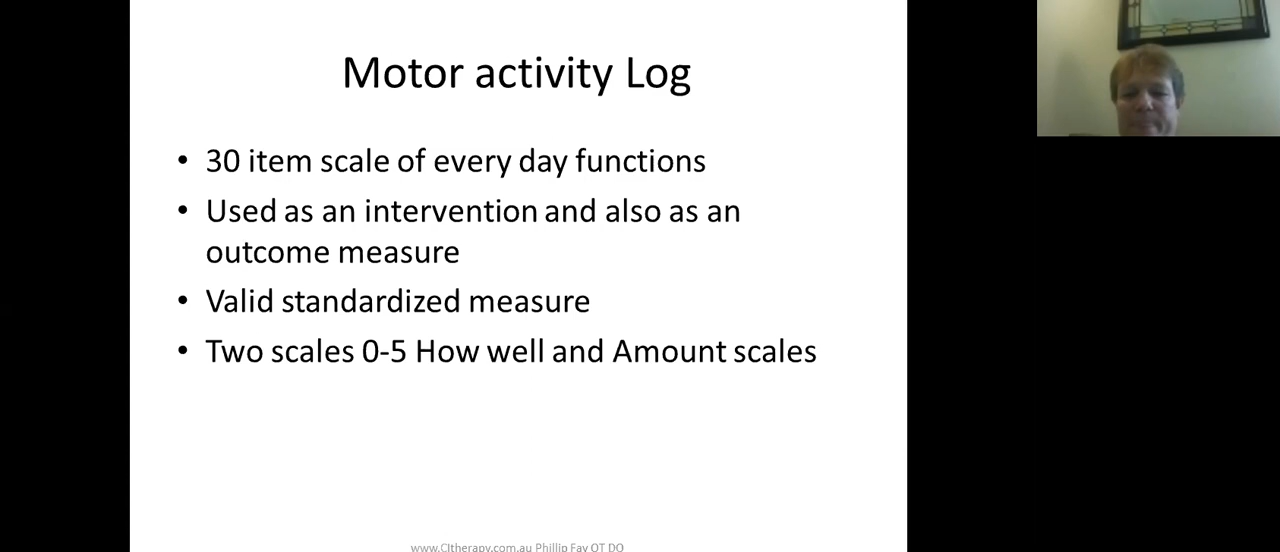 Motor activity Log
• 30 item scale of every day functions
• Used as an intervention and also as an
outcome measure
• Valid standardized measure
• Two scales 0-5 How well and Amount scales
www.CItherapy.com.au Phillip Fay OT DO